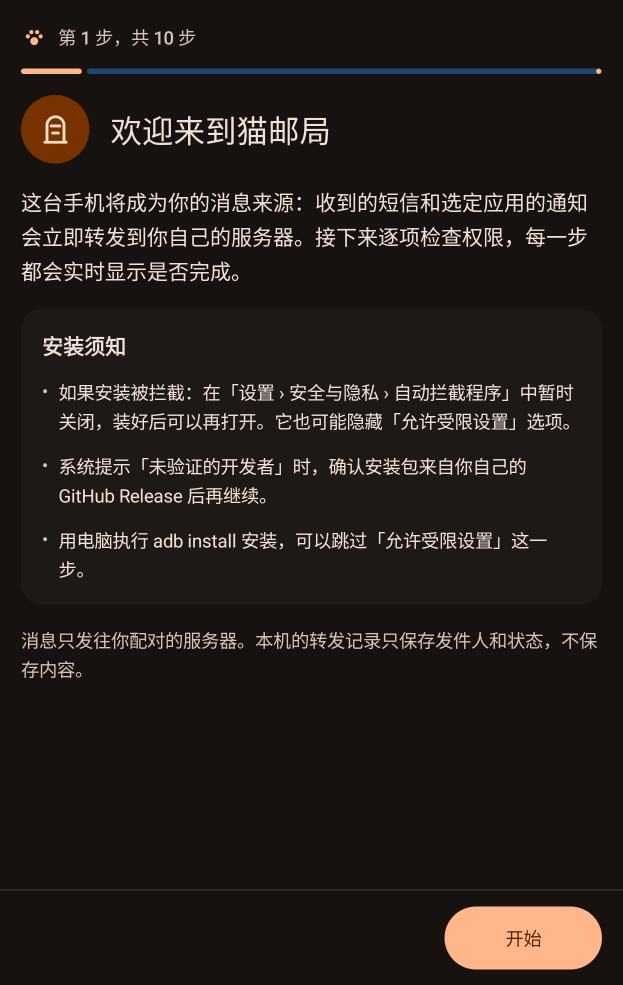 第 1 步，共 10 步
欢迎来到猫邮局
这台手机将成为你的消息来源：收到的短信和选定应用的通知
会立即转发到你自己的服务器。接下来逐项检查权限，每一步
都会实时显示是否完成。
安装须知
• 如果安装被拦截：在「设置 › 安全与隐私 › 自动拦截程序」中暂时
关闭，装好后可以再打开。它也可能隐藏「允许受限设置」选项。
• 系统提示「未验证的开发者」时，确认安装包来自你自己的
GitHub Release 后再继续。
• 用电脑执行 adb install 安装，可以跳过「允许受限设置」这一
步。
消息只发往你配对的服务器。本机的转发记录只保存发件人和状态，不保
存内容。
开始